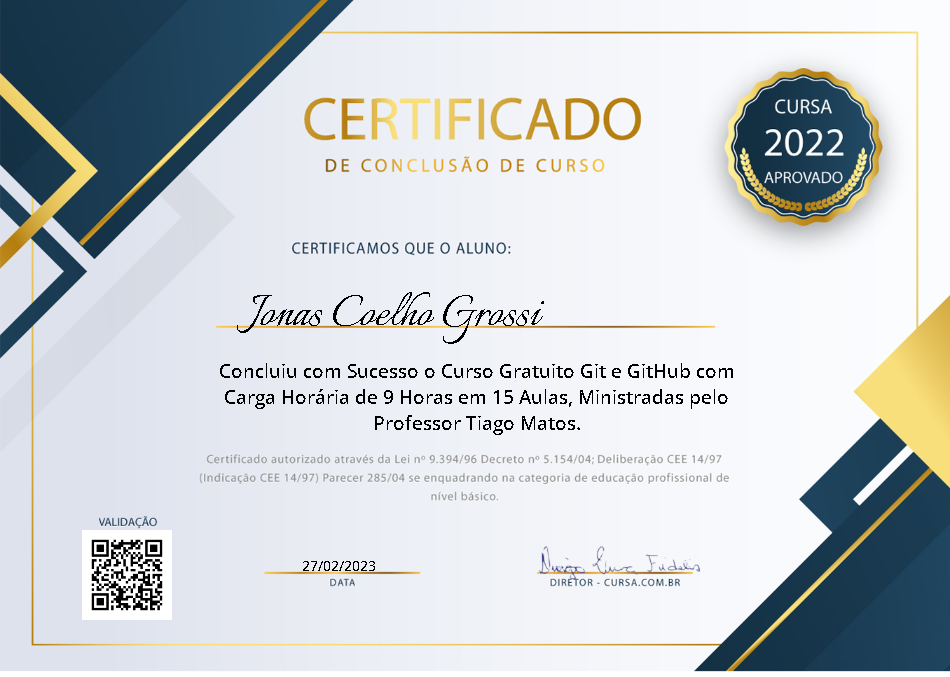 CERTIFICADO
DE CONCLUSÃO DE CURSO
CURSA
2022
APROVADO
CERTIFICAMOS QUE O ALUNO:
Jonas Coelho Grossi
Concluiu com Sucesso o Curso Gratuito Git e GitHub com
Carga Horária de 9 Horas em 15 Aulas, Ministradas pelo
Professor Tiago Matos.
Certificado autorizado através da Lei nº 9.394/96 Decreto nº 5.154/04; Deliberação CEE 14/97
(Indicação CEE 14/97) Parecer 285/04 se enquadrando na categoria de educação profissional de
nível básico.
VALIDAÇÃO
27/02/2023
DATA
DIRETOR - CURSA.COM.BR